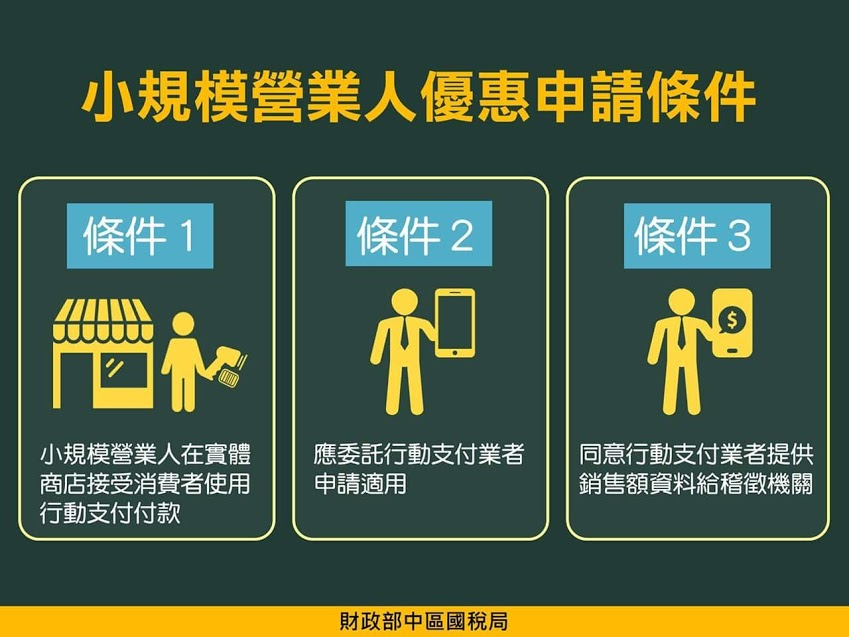 小規模營業人優惠申請條件
條件1
小規模營業人在實體
商店接受消費者使用
行動支付付款
條件2
應委託行動支付業者
申請適用
條件3
$
同意行動支付業者提供
銷售額資料給稽徵機關
財政部中區國稅局